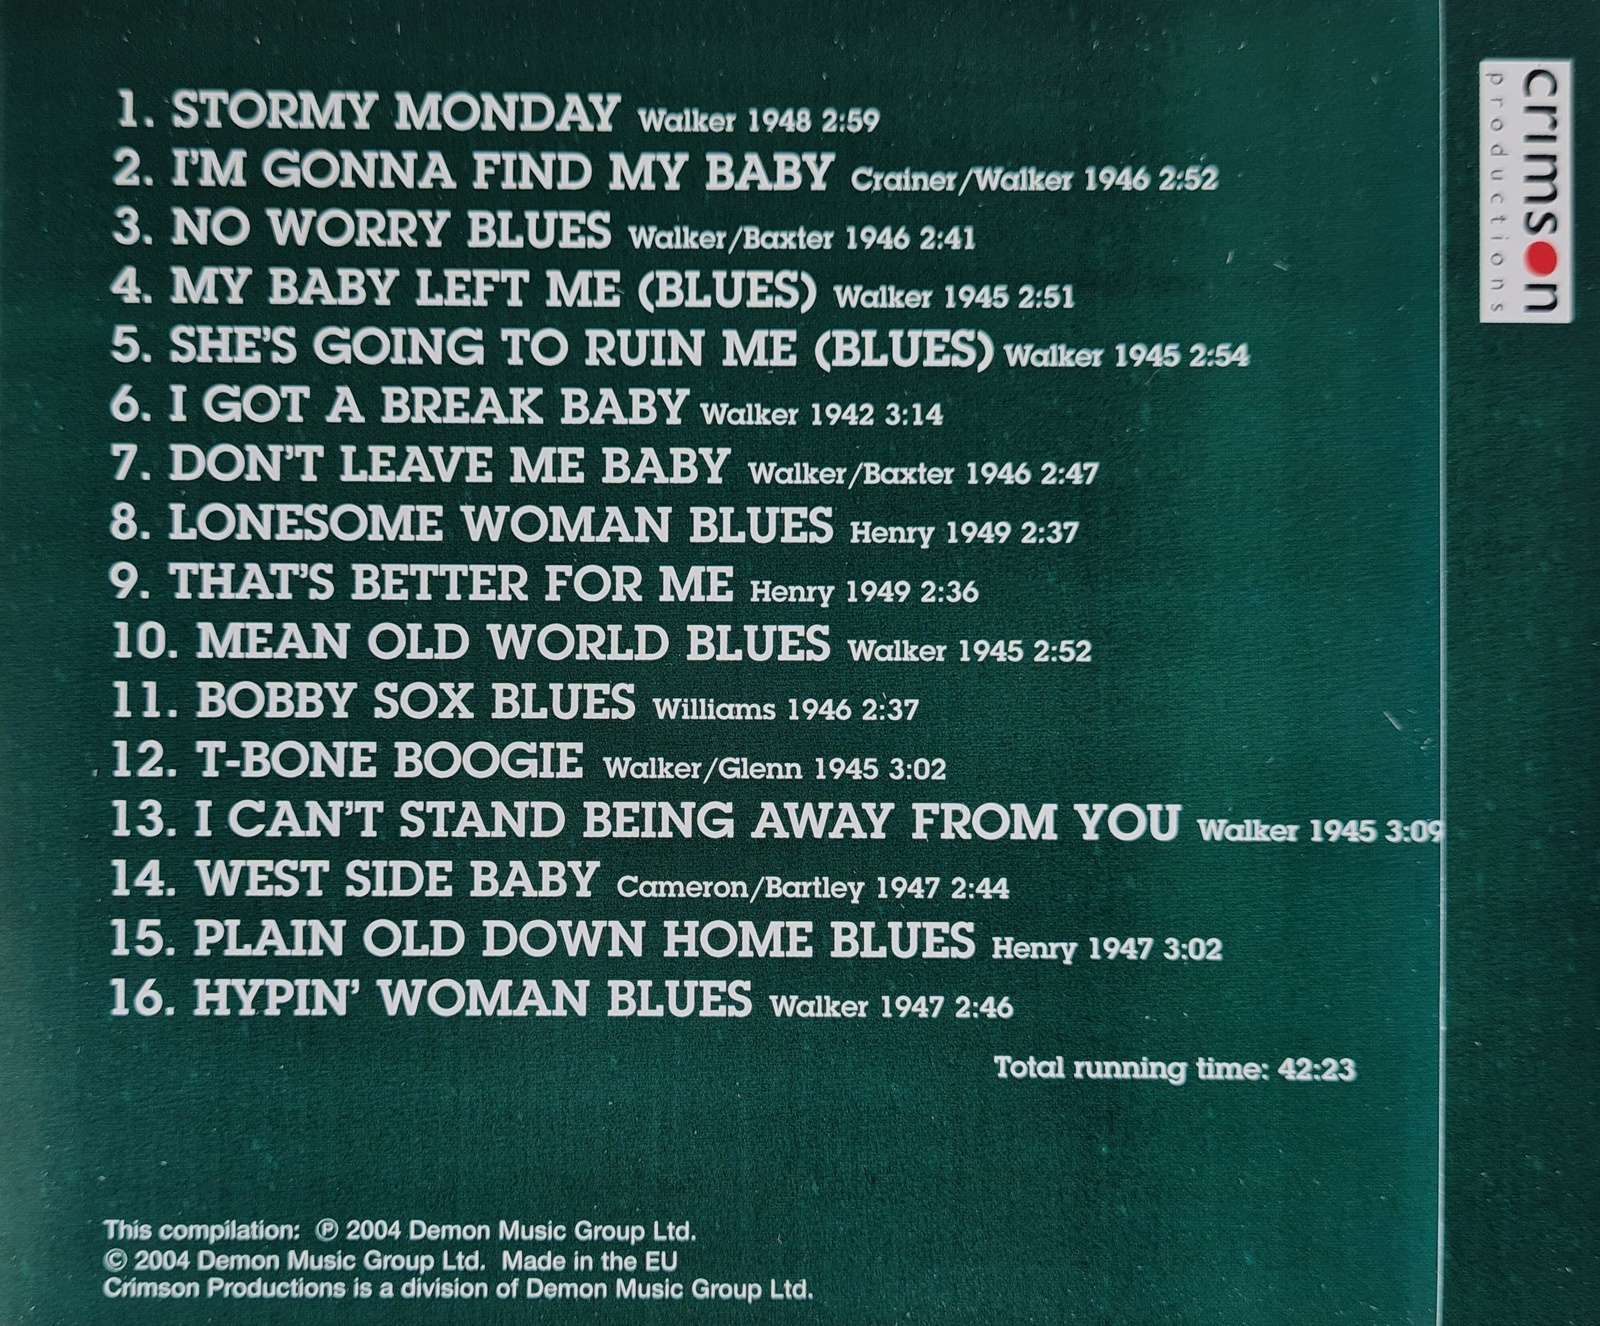 1. STORMY MONDAY Walker 1948 2:59
2. I'M GONNA FIND MY BABY Crainer/Walker 1946 2:52
3. NO WORRY BLUES Walker/Baxter 1946 2:41
4. MY BABY LEFT ME (BLUES) Walker 1945 2:51
5. SHE'S GOING TO RUIN ME (BLUES) Walker 1945 2:54
6. I GOT A BREAK BABY Walker 1942 3:14
7. DON'T LEAVE ME BABY Walker/Baxter 1946 2:47
8. LONESOME WOMAN BLUES Henry 1949 2:37
9. THAT'S BETTER FOR ME Henry 1949 2:36
10. MEAN OLD WORLD BLUES Walker 1945 2:52
11. BOBBY SOX BLUES Williams 1946 2:37
12. T-BONE BOOGIE Walker/Glenn 1945 3:02
13. I CAN'T STAND BEING AWAY FROM YOU Walker 1945 3:09
14. WEST SIDE BABY Cameron/Bartley 1947 2:44
15. PLAIN OLD DOWN HOME BLUES Henry 1947 3:02
16. HYPIN' WOMAN BLUES Walker 1947 2:46
Total running time: 42:23
This compilation: ℗ 2004 Demon Music Group Ltd.
© 2004 Demon Music Group Ltd. Made in the EU
Crimson Productions is a division of Demon Music Group Ltd.
crimson
productions